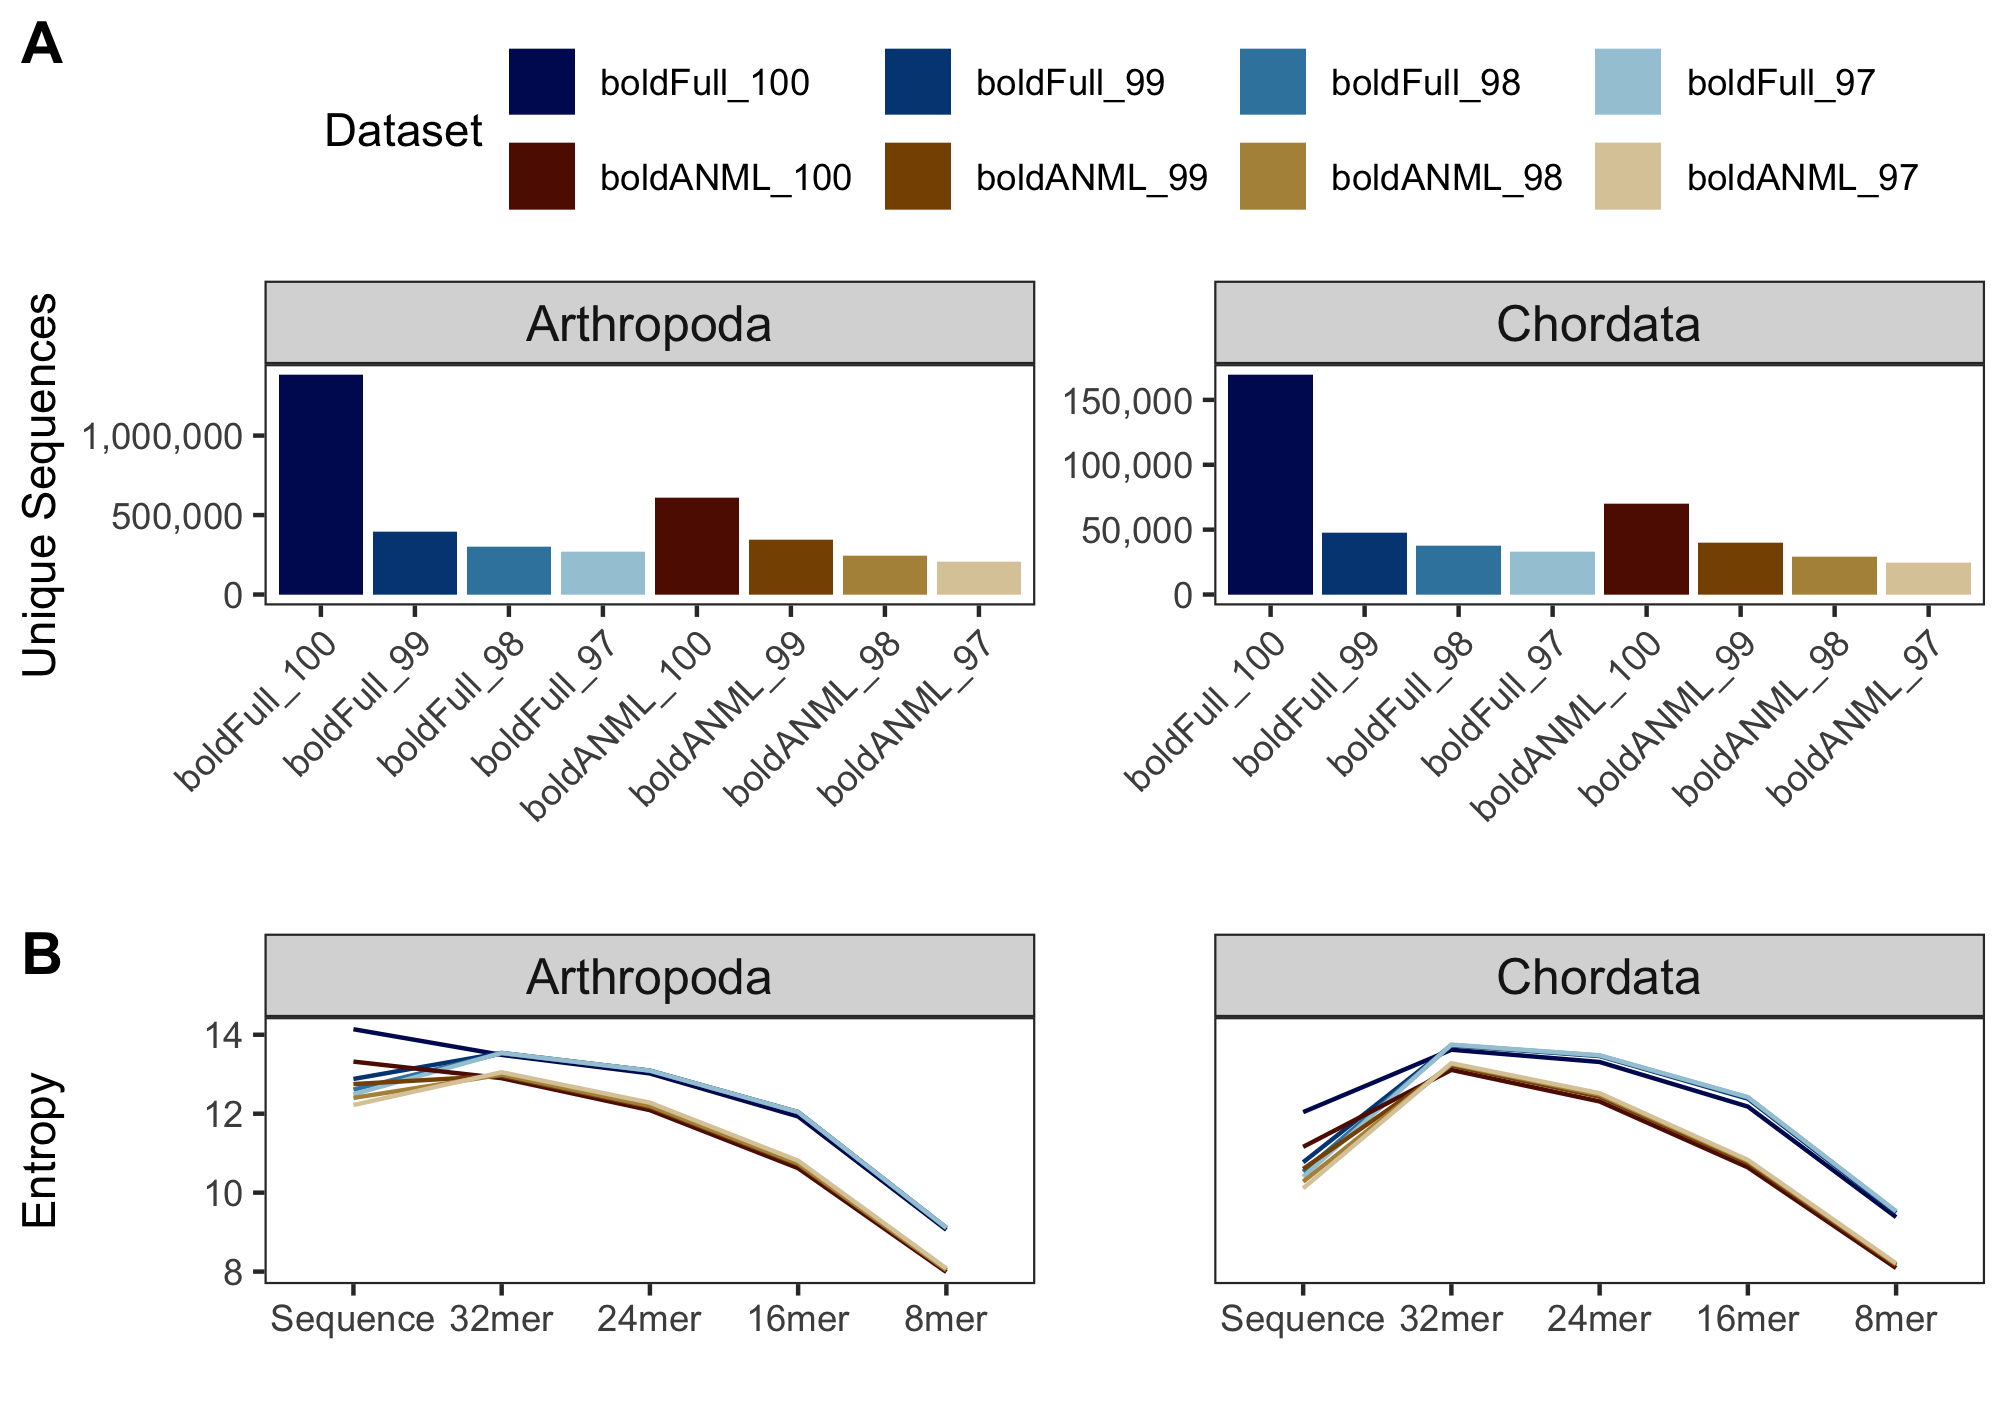 A
Dataset
boldFull_100 boldFull_99 boldFull_98 boldFull_97
boldANML_100 boldANML_99 boldANML_98 boldANML_97
Unique Sequences
Arthropoda
1,000,000
500,000
0
boldFull_100 boldFull_99 boldFull_98 boldFull_97 boldANML_100 boldANML_99 boldANML_98 boldANML_97
Chordata
150,000
100,000
50,000
0
boldFull_100 boldFull_99 boldFull_98 boldFull_97 boldANML_100 boldANML_99 boldANML_98 boldANML_97
B
Entropy
Arthropoda
14
12
10
8
Sequence 32mer 24mer 16mer 8mer
Chordata
Sequence 32mer 24mer 16mer 8mer